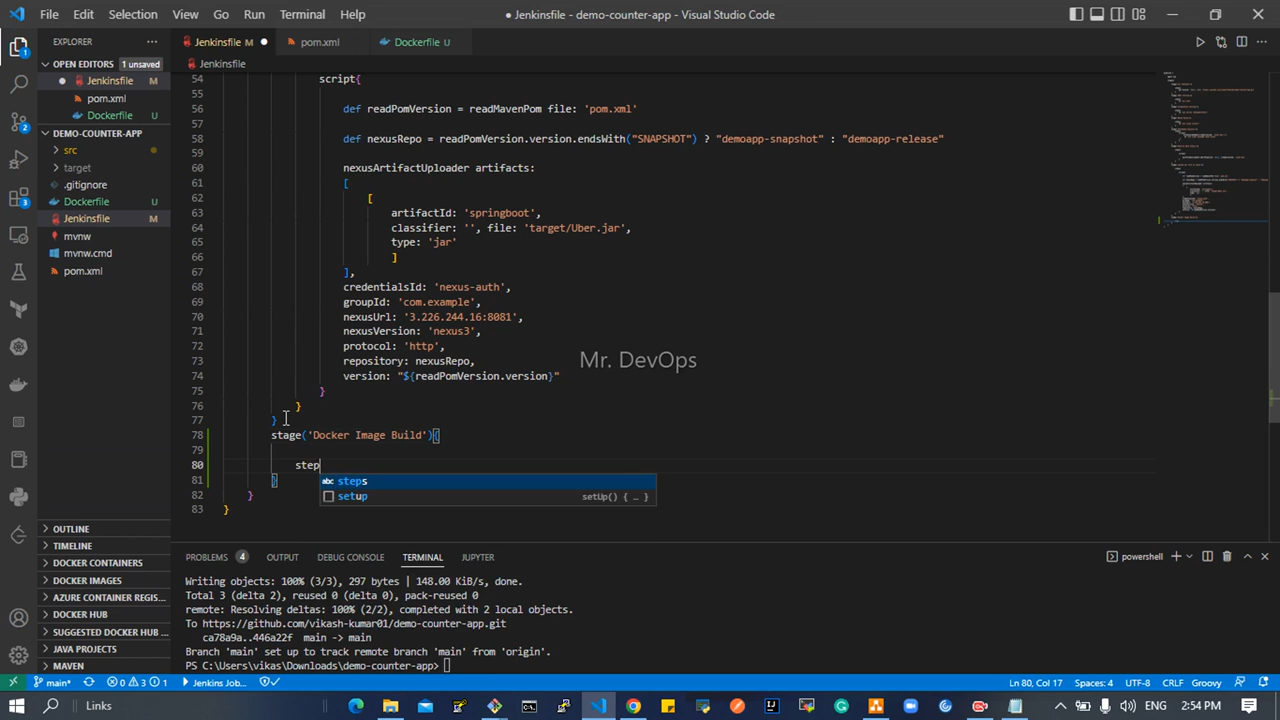 File Edit Selection View Go Run Terminal Help
● Jenkinsfile - demo-counter-app - Visual Studio Code
EXPLORER
OPEN EDITORS 1 unsaved
Jenkinsfile M
pom.xml
Dockerfile U
DEMO-COUNTER-APP
src
target
.gitignore
Dockerfile U
Jenkinsfile M
mvnw
mvnw.cmd
pom.xml
OUTLINE
TIMELINE
DOCKER CONTAINERS
DOCKER IMAGES
AZURE CONTAINER REGIS...
DOCKER HUB
SUGGESTED DOCKER HUB ...
JAVA PROJECTS
MAVEN
Jenkinsfile M pom.xml Dockerfile U
Jenkinsfile
54 script{
55
56 def readPomVersion = readMavenPom file: 'pom.xml'
57
58 def nexusRepo = readPomVersion.version.endsWith("SNAPSHOT") ? "demoapp-snapshot" : "demoapp-release"
59
60 nexusArtifactUploader artifacts:
61 [
62 [
63 artifactId: 'springboot',
64 classifier: '', file: 'target/Uber.jar',
65 type: 'jar'
66 ]
67 ],
68 credentialsId: 'nexus-auth',
69 groupId: 'com.example',
70 nexusUrl: '3.226.244.16:8081',
71 nexusVersion: 'nexus3',
72 protocol: 'http',
73 repository: nexusRepo,
74 version: "${readPomVersion.version}"
75 }
76 }
77 }
78 stage('Docker Image Build'){
79
80 step
81 }
82 }
83 }
abc steps
setup setUp() { … }
Mr. DevOps
PROBLEMS 4 OUTPUT DEBUG CONSOLE TERMINAL JUPYTER
powershell
Writing objects: 100% (3/3), 297 bytes | 148.00 KiB/s, done.
Total 3 (delta 2), reused 0 (delta 0), pack-reused 0
remote: Resolving deltas: 100% (2/2), completed with 2 local objects.
To https://github.com/vikash-kumar01/demo-counter-app.git
ca78a9a..446a22f main -> main
Branch 'main' set up to track remote branch 'main' from 'origin'.
PS C:\Users\vikas\Downloads\demo-counter-app>
main* 0 3 1 Jenkins Job...
Ln 80, Col 17 Spaces: 4 UTF-8 CRLF Groovy
Links
ENG 2:54 PM